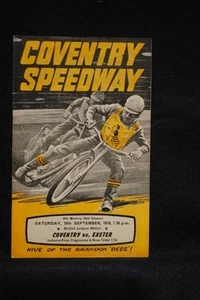 COVENTRY
SPEEDWAY
SATURDAY, 26th SEPTEMBER, 1970, 7.30 p.m.
British League Match
COVENTRY vs. EXETER
HIVE OF THE BRANDON 'BEES'!